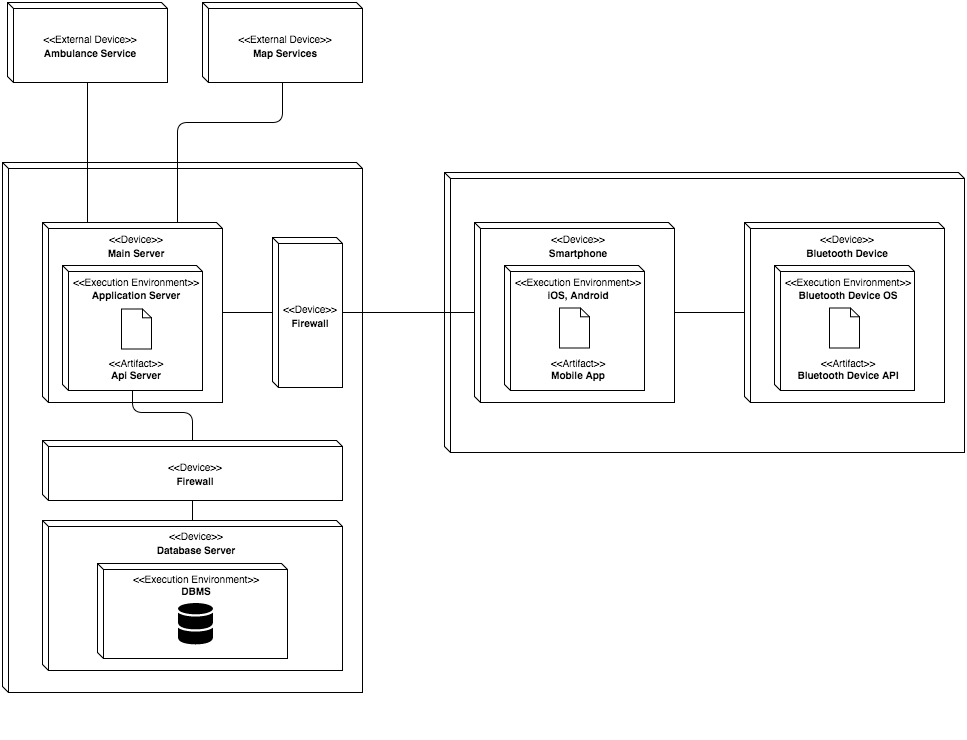 <<External Device>>
Ambulance Service
<<External Device>>
Map Services
<<Device>>
Main Server
<<Execution Environment>>
Application Server
<<Artifact>>
Api Server
<<Device>>
Firewall
<<Device>>
Smartphone
<<Execution Environment>>
iOS, Android
<<Artifact>>
Mobile App
<<Device>>
Bluetooth Device
<<Execution Environment>>
Bluetooth Device OS
<<Artifact>>
Bluetooth Device API
<<Device>>
Firewall
<<Device>>
Database Server
<<Execution Environment>>
DBMS